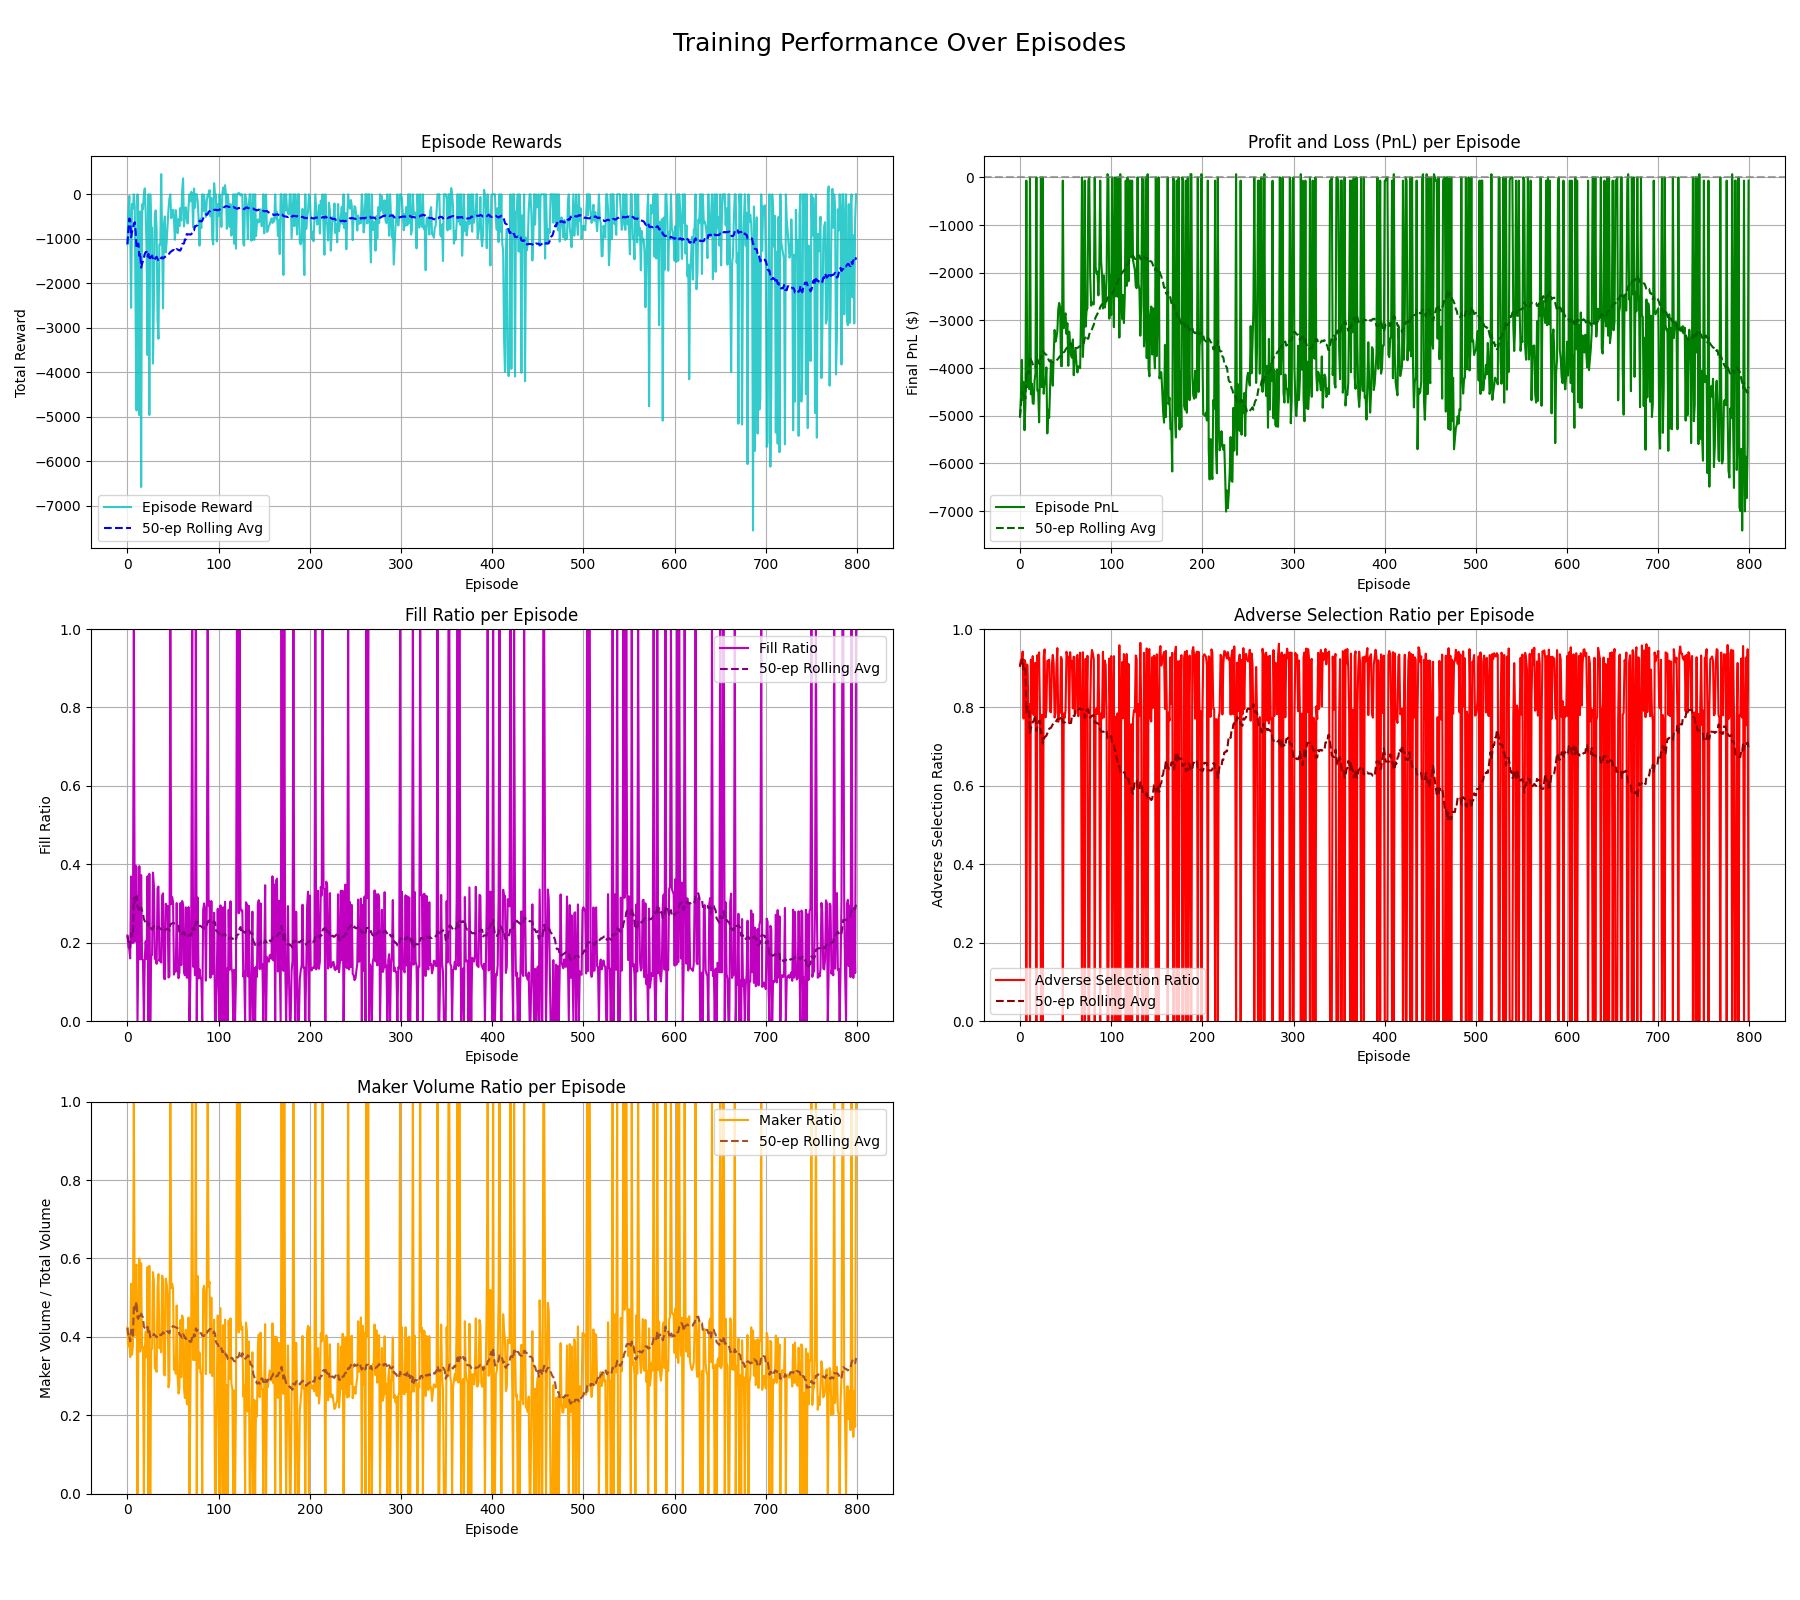 Training Performance Over Episodes
Episode Rewards
Total Reward
0
−1000
−2000
−3000
−4000
−5000
−6000
−7000
Episode Reward
50-ep Rolling Avg
0 100 200 300 400 500 600 700 800
Episode
Profit and Loss (PnL) per Episode
Final PnL ($)
0
−1000
−2000
−3000
−4000
−5000
−6000
−7000
Episode PnL
50-ep Rolling Avg
0 100 200 300 400 500 600 700 800
Episode
Fill Ratio per Episode
Fill Ratio
1.0
0.8
0.6
0.4
0.2
0.0
Fill Ratio
50-ep Rolling Avg
0 100 200 300 400 500 600 700 800
Episode
Adverse Selection Ratio per Episode
Adverse Selection Ratio
1.0
0.8
0.6
0.4
0.2
0.0
Adverse Selection Ratio
50-ep Rolling Avg
0 100 200 300 400 500 600 700 800
Episode
Maker Volume Ratio per Episode
Maker Volume / Total Volume
1.0
0.8
0.6
0.4
0.2
0.0
Maker Ratio
50-ep Rolling Avg
0 100 200 300 400 500 600 700 800
Episode